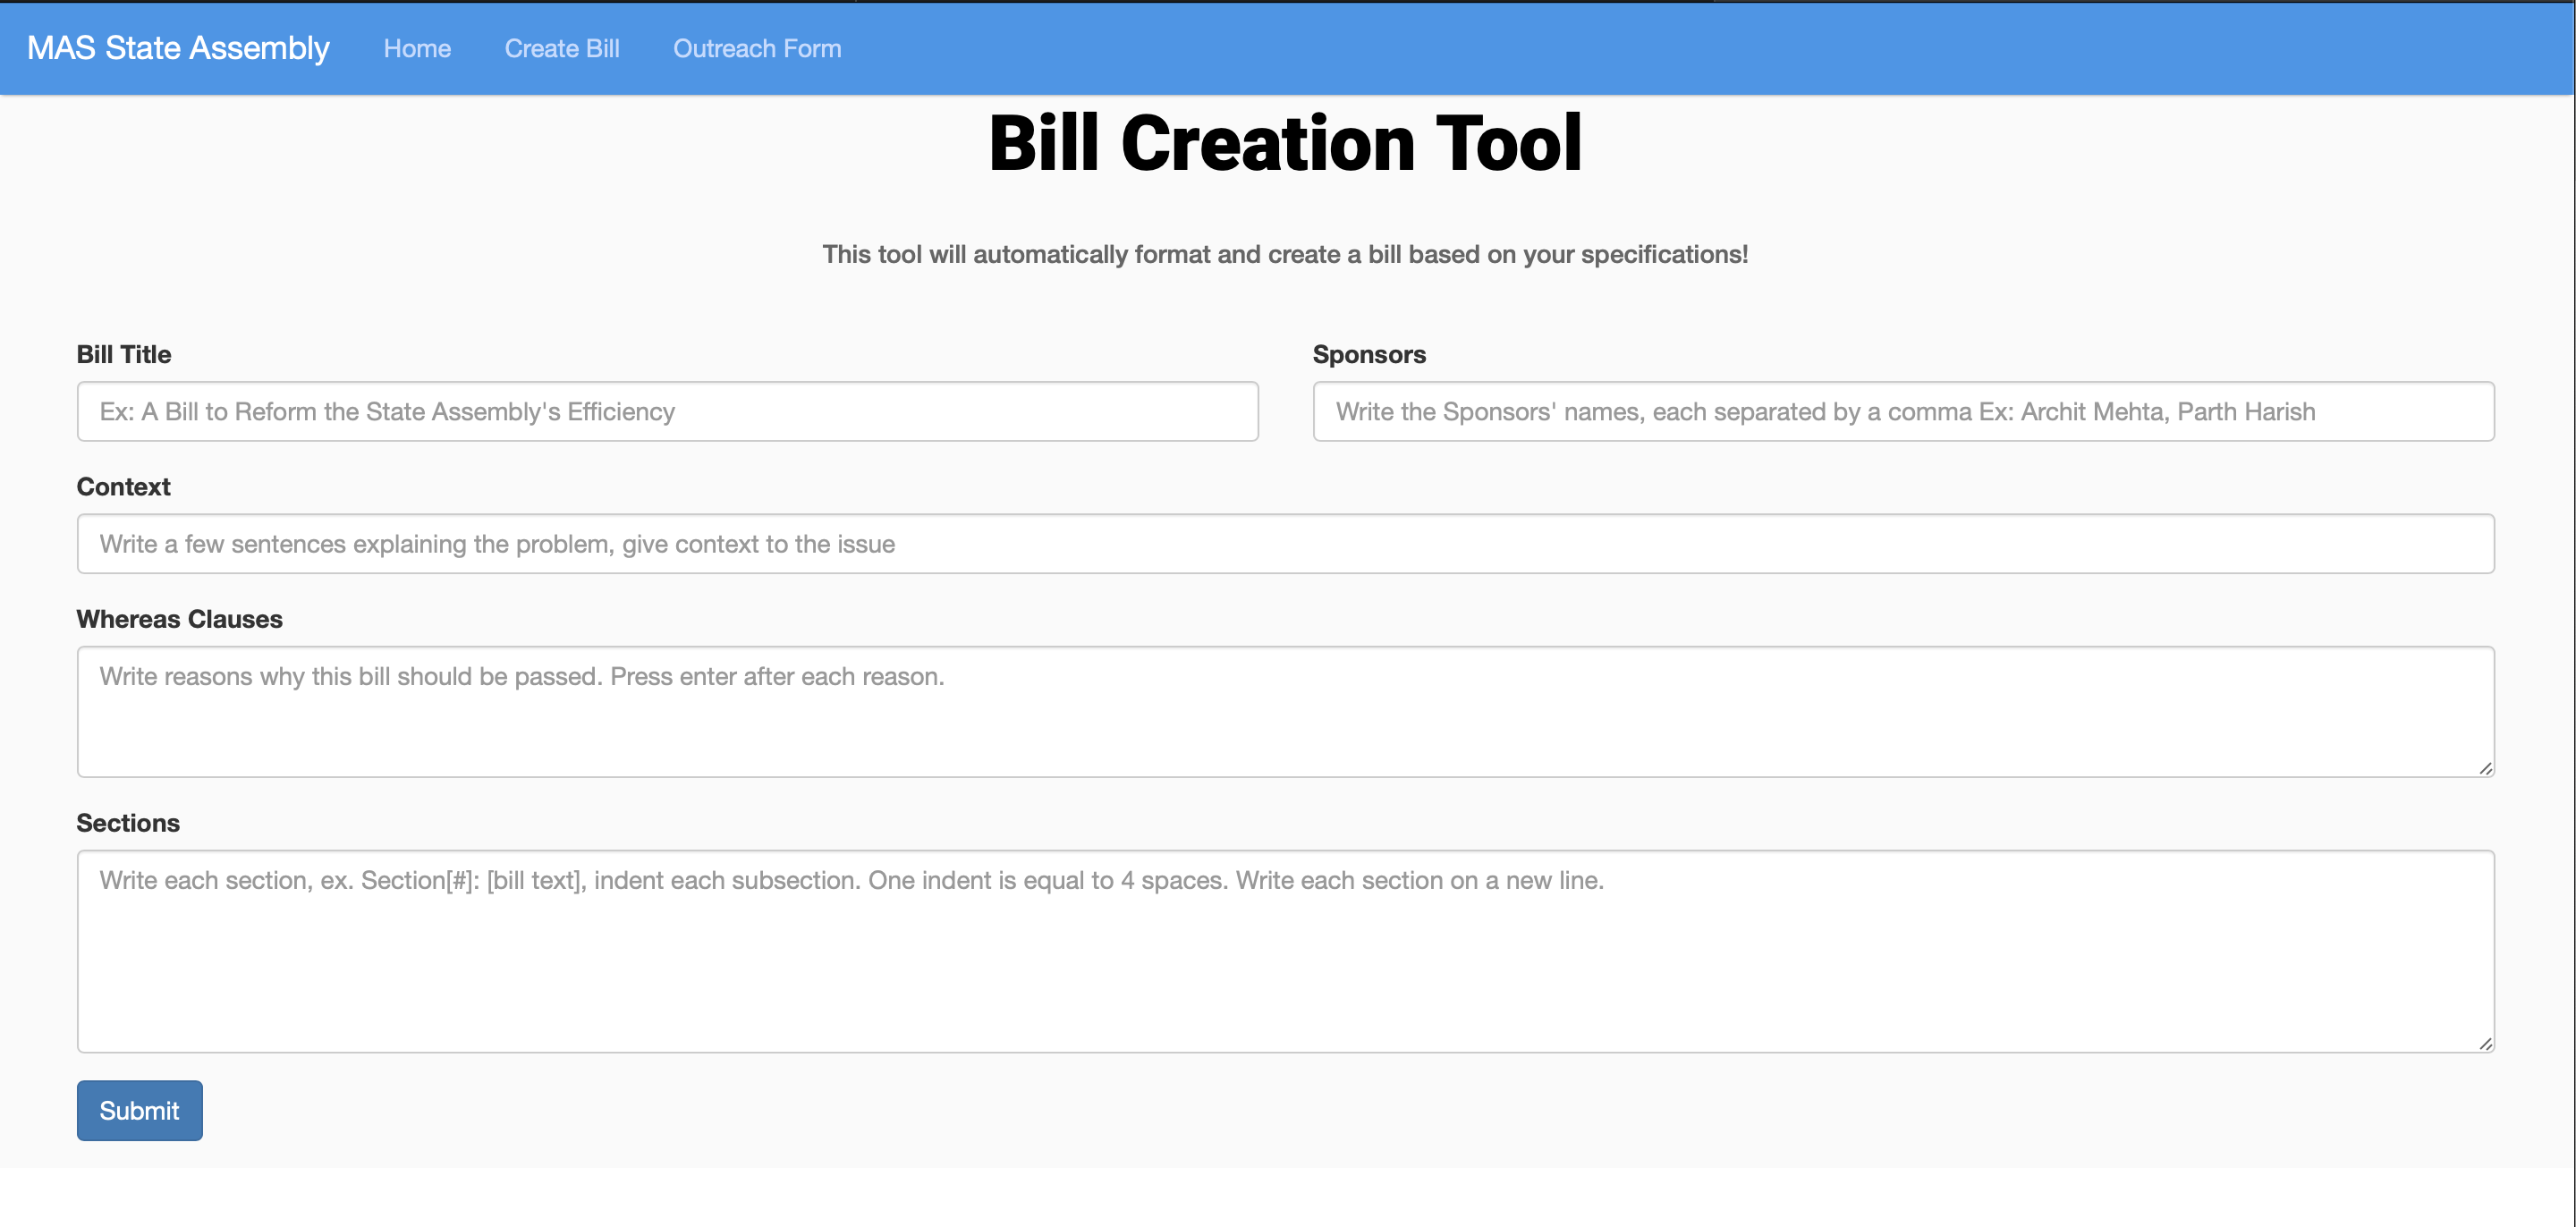 MAS State Assembly Home Create Bill Outreach Form
Bill Creation Tool
This tool will automatically format and create a bill based on your specifications!
Bill Title
Ex: A Bill to Reform the State Assembly's Efficiency
Sponsors
Write the Sponsors' names, each separated by a comma Ex: Archit Mehta, Parth Harish
Context
Write a few sentences explaining the problem, give context to the issue
Whereas Clauses
Write reasons why this bill should be passed. Press enter after each reason.
Sections
Write each section, ex. Section[#]: [bill text], indent each subsection. One indent is equal to 4 spaces. Write each section on a new line.
Submit